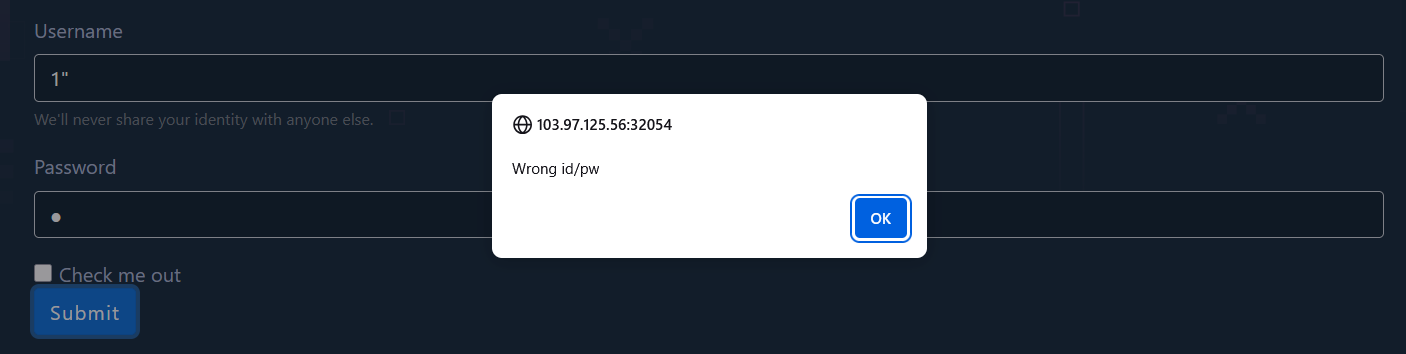 Username
1"
We'll never share your identity with anyone else.
Password
Check me out
Submit
103.97.125.56:32054
Wrong id/pw
OK